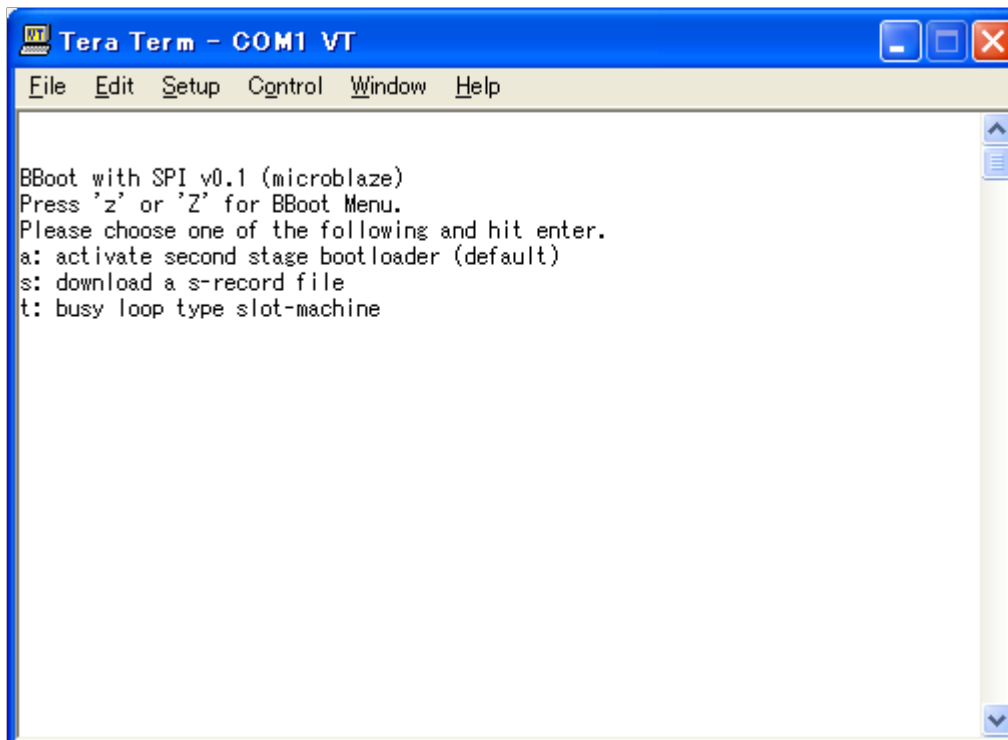 Tera Term - COM1 VT
File Edit Setup Control Window Help
BBoot with SPI v0.1 (microblaze)
Press 'z' or 'Z' for BBoot Menu.
Please choose one of the following and hit enter.
a: activate second stage bootloader (default)
s: download a s-record file
t: busy loop type slot-machine